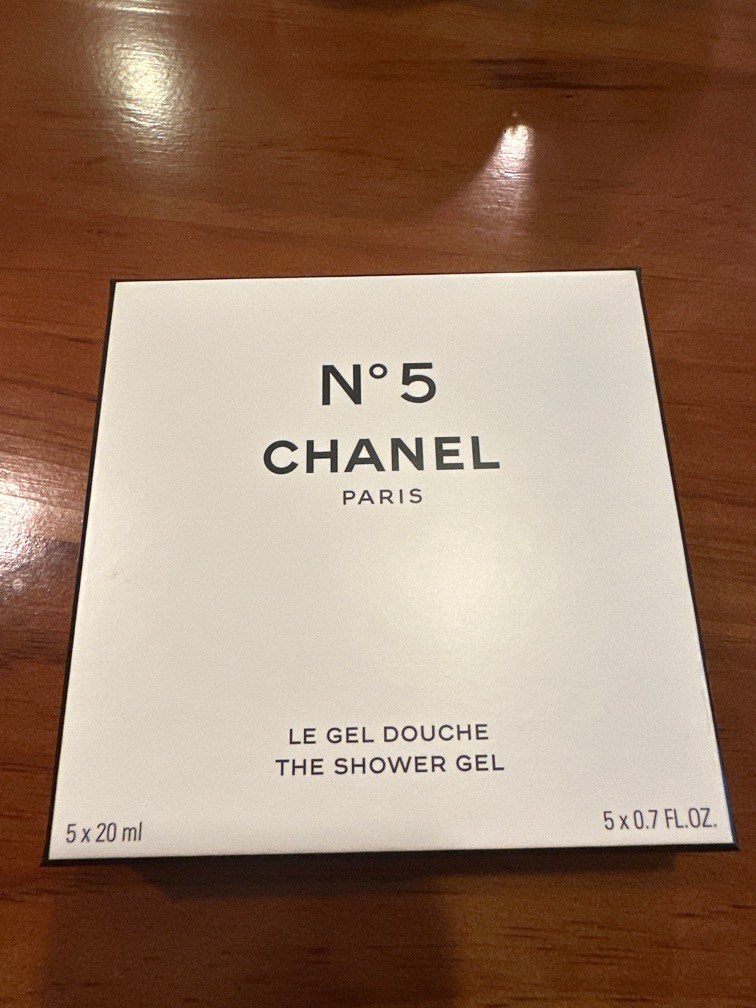 N° 5
CHANEL
PARIS
LE GEL DOUCHE
THE SHOWER GEL
5 x 20 ml
5 x 0.7 FL.OZ.